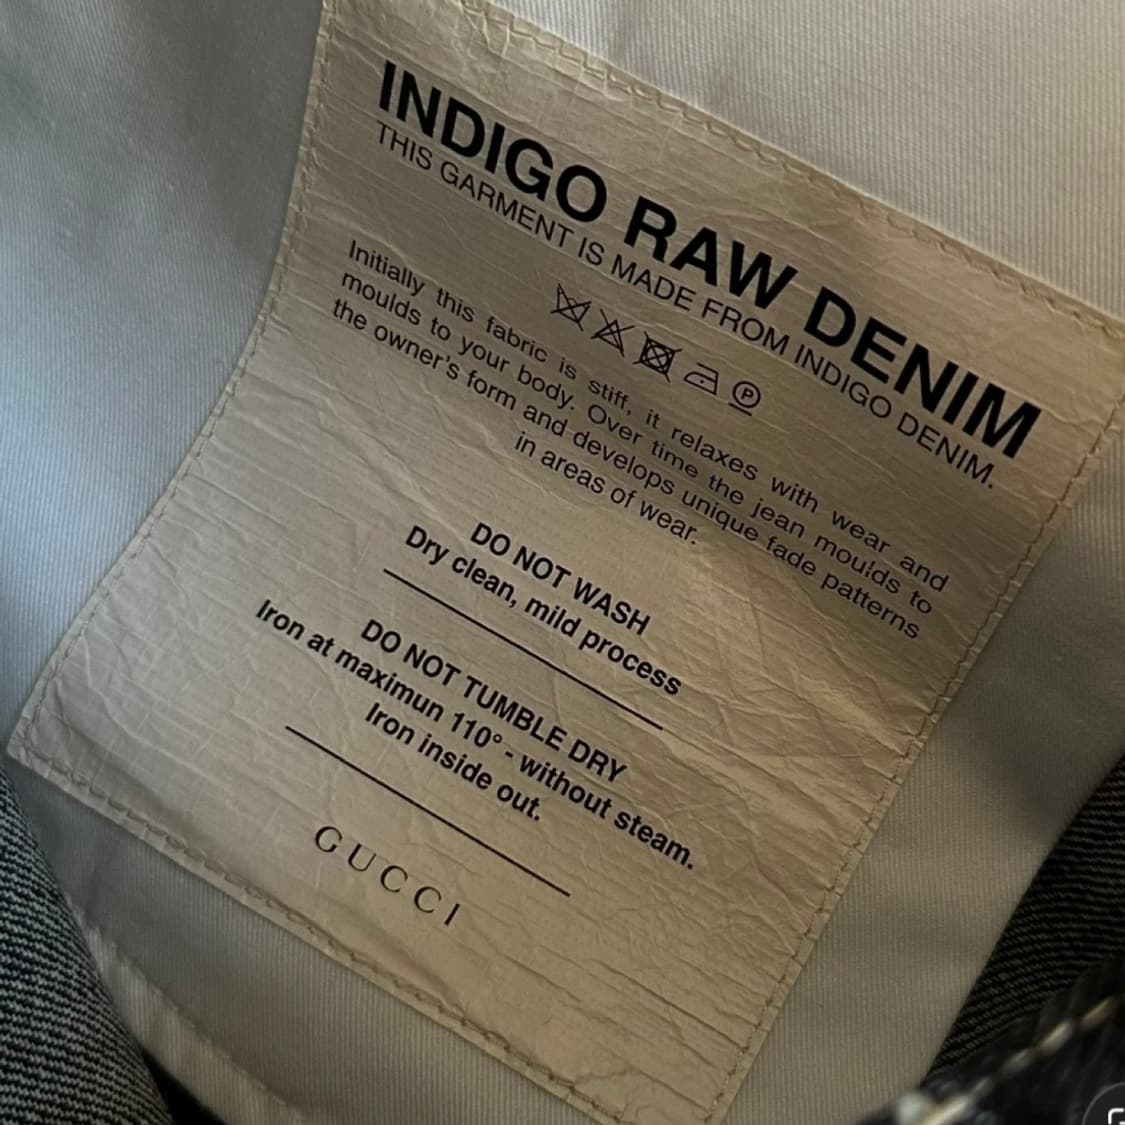 INDIGO RAW DENIM
THIS GARMENT IS MADE FROM INDIGO DENIM.
P
Initially this fabric is stiff, it relaxes with wear and
moulds to your body. Over time the jean moulds to
the owner's form and develops unique fade patterns
in areas of wear.
DO NOT WASH
Dry clean, mild process
DO NOT TUMBLE DRY
Iron at maximun 110° - without steam.
Iron inside out.
GUCCI